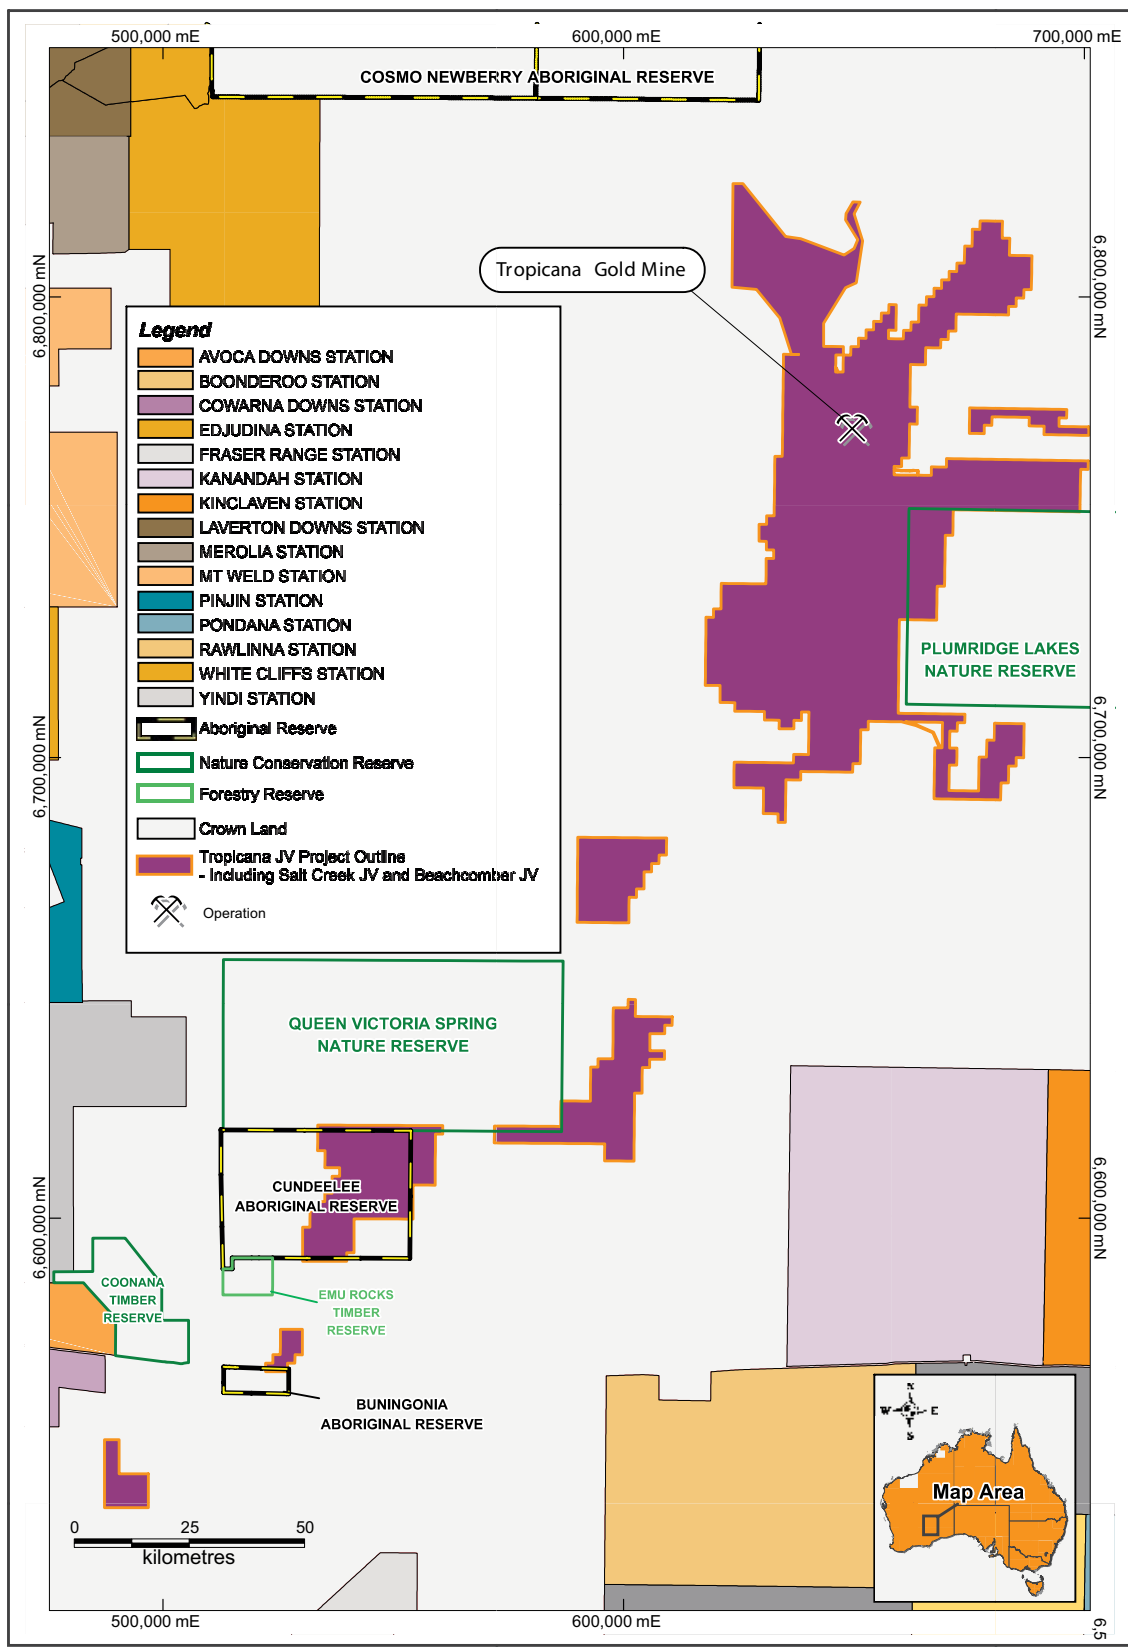 500,000 mE
600,000 mE
700,000 mE
COSMO NEWBERRY ABORIGINAL RESERVE
Tropicana Gold Mine
6,800,000 mN
6,800,000 mN
Legend
AVOCA DOWNS STATION
BOONDEROO STATION
COWARNA DOWNS STATION
EDJUDINA STATION
FRASER RANGE STATION
KANANDAH STATION
KINCLAVEN STATION
LAVERTON DOWNS STATION
MEROLIA STATION
MT WELD STATION
PINJIN STATION
PONDANA STATION
RAWLINNA STATION
WHITE CLIFFS STATION
YINDI STATION
Aboriginal Reserve
Nature Conservation Reserve
Forestry Reserve
Crown Land
Tropicana JV Project Outline
- Including Salt Creek JV and Beachcomber JV
Operation
PLUMRIDGE LAKES
NATURE RESERVE
6,700,000 mN
6,700,000 mN
QUEEN VICTORIA SPRING
NATURE RESERVE
CUNDEELEE
ABORIGINAL RESERVE
6,600,000 mN
6,600,000 mN
COONANA
TIMBER
RESERVE
EMU ROCKS
TIMBER
RESERVE
BUNINGONIA
ABORIGINAL RESERVE
N
W E
S
Map Area
0 25 50
kilometres
500,000 mE
600,000 mE
6,5